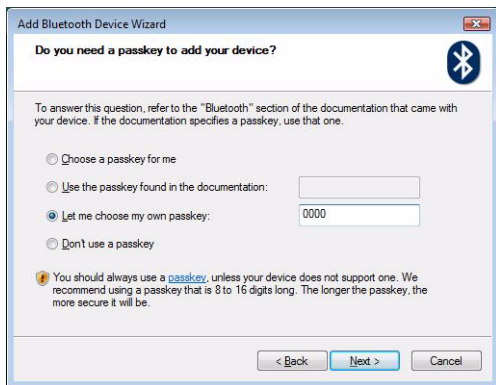 Add Bluetooth Device Wizard
Do you need a passkey to add your device?
To answer this question, refer to the "Bluetooth" section of the documentation that came with
your device. If the documentation specifies a passkey, use that one.
Choose a passkey for me
Use the passkey found in the documentation:
Let me choose my own passkey: 0000
Don't use a passkey
You should always use a passkey, unless your device does not support one. We
recommend using a passkey that is 8 to 16 digits long. The longer the passkey, the
more secure it will be.
< Back Next > Cancel